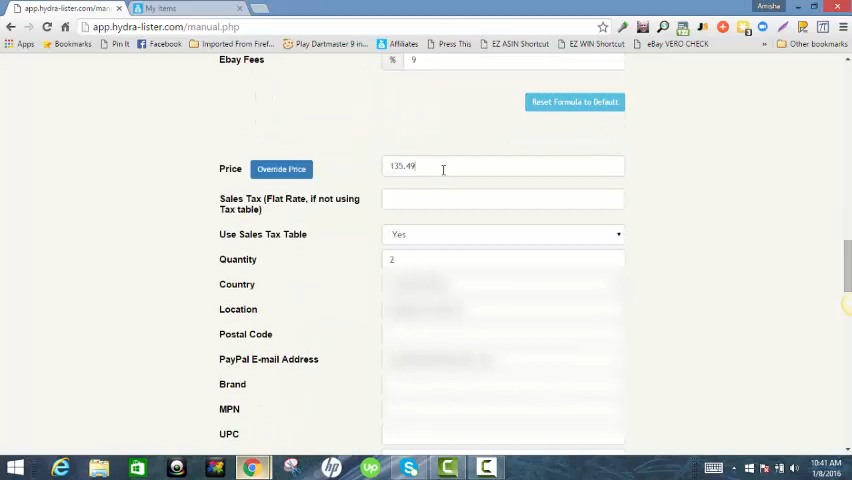 app.hydra-lister.com/man
My Items
Amisha
app.hydra-lister.com/manual.php
Apps
Bookmarks
Pin It
Facebook
Imported From Firef...
Play Dartmaster 9 in...
Affiliates
Press This
EZ ASIN Shortcut
EZ WIN Shortcut
eBay VERO CHECK
»
Other bookmarks
Ebay Fees
%
9
Reset Formula to Default
Price
Override Price
135.49
Sales Tax (Flat Rate, if not using
Tax table)
Use Sales Tax Table
Yes
Quantity
2
Country
Location
Postal Code
PayPal E-mail Address
Brand
MPN
UPC
10:41 AM
1/8/2016